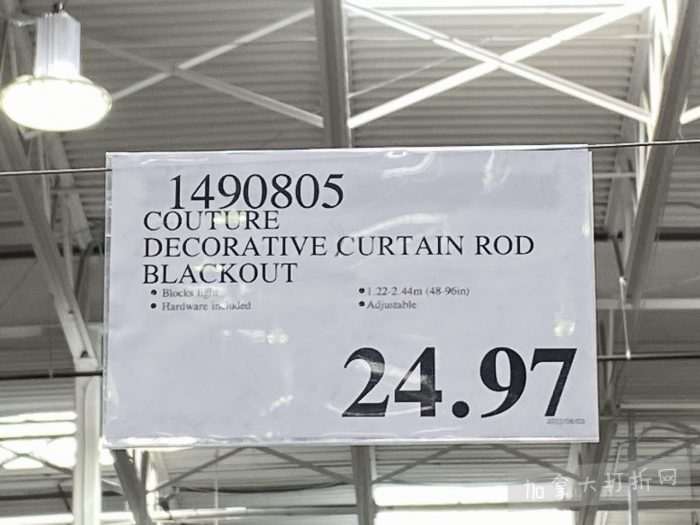 1490805
COUTURE
DECORATIVE CURTAIN ROD
BLACKOUT
• Blocks light
• Hardware included
• 1.22-2.44m (48-96in)
• Adjustable
24.97
加拿大打折网